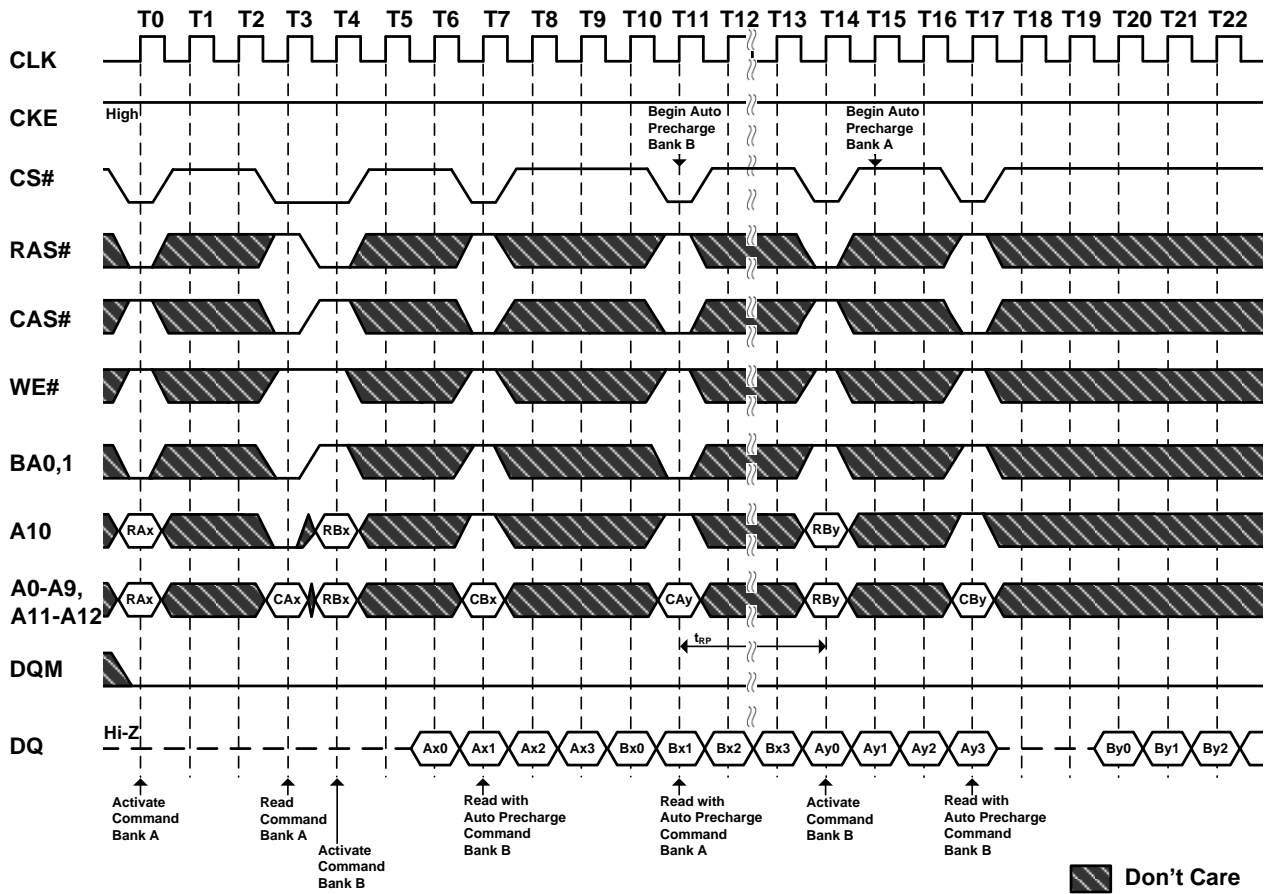 T0 T1 T2 T3 T4 T5 T6 T7 T8 T9 T10 T11 T12 T13 T14 T15 T16 T17 T18 T19 T20 T21 T22
CLK
CKE
High
Begin Auto
Precharge
Bank B
Begin Auto
Precharge
Bank A
CS#
RAS#
CAS#
WE#
BA0,1
A10
RAx RBx RBy
A0-A9,
A11-A12
RAx CAx RBx CBx CAy RBy CBy
tRP
DQM
DQ
Hi-Z
Ax0 Ax1 Ax2 Ax3 Bx0 Bx1 Bx2 Bx3 Ay0 Ay1 Ay2 Ay3 By0 By1 By2
Activate
Command
Bank A
Read
Command
Bank A
Activate
Command
Bank B
Read with
Auto Precharge
Command
Bank B
Read with
Auto Precharge
Command
Bank A
Activate
Command
Bank B
Read with
Auto Precharge
Command
Bank B
Don't Care